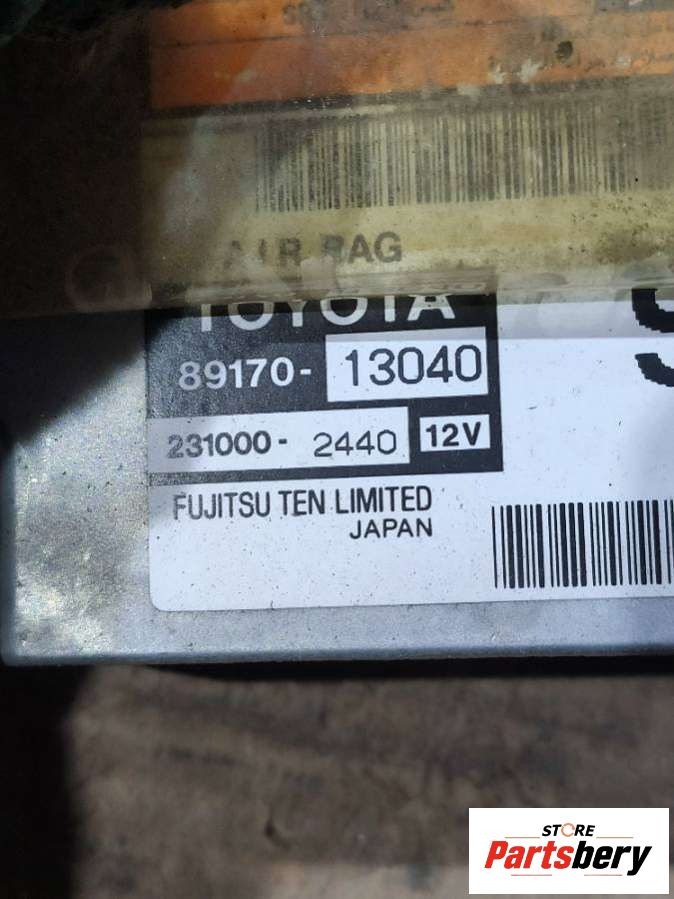 AIR BAG
TOYOTA
89170- 13040
231000- 2440 12V
FUJITSU TEN LIMITED
JAPAN
STORE
Partsbery